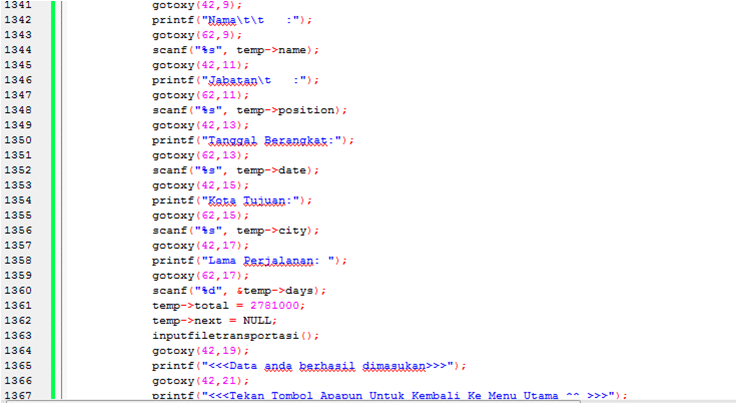 1341 gotoxy(42,9);
1342 printf("Nama\t\t   :");
1343 gotoxy(62,9);
1344 scanf("%s", temp->name);
1345 gotoxy(42,11);
1346 printf("Jabatan\t   :");
1347 gotoxy(62,11);
1348 scanf("%s", temp->position);
1349 gotoxy(42,13);
1350 printf("Tanggal Berangkat:");
1351 gotoxy(62,13);
1352 scanf("%s", temp->date);
1353 gotoxy(42,15);
1354 printf("Kota Tujuan:");
1355 gotoxy(62,15);
1356 scanf("%s", temp->city);
1357 gotoxy(42,17);
1358 printf("Lama Perjalanan: ");
1359 gotoxy(62,17);
1360 scanf("%d", &temp->days);
1361 temp->total = 2781000;
1362 temp->next = NULL;
1363 inputfiletransportasi();
1364 gotoxy(42,19);
1365 printf("<<<Data anda berhasil dimasukan>>>");
1366 gotoxy(42,21);
1367 printf("<<<Tekan Tombol Apapun Untuk Kembali Ke Menu Utama ^^ >>>");